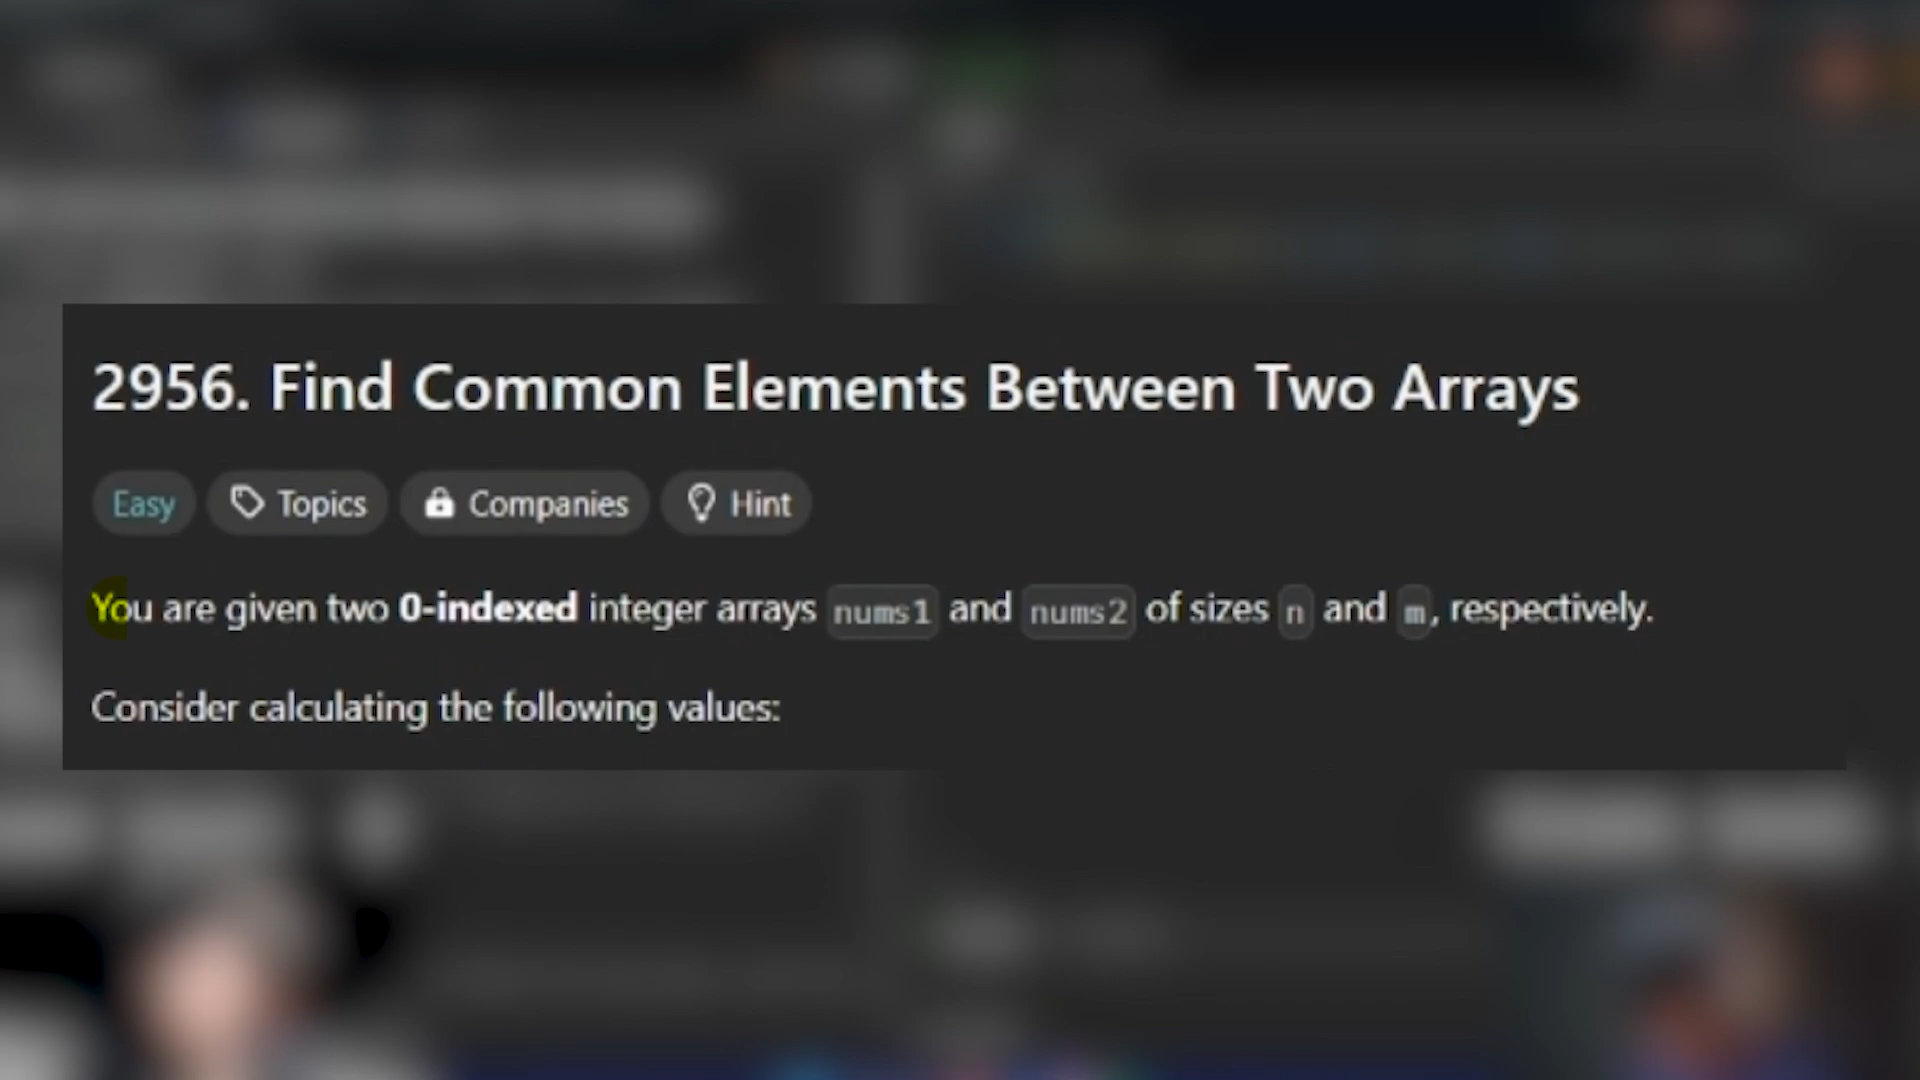 2956. Find Common Elements Between Two Arrays
Easy Topics Companies Hint
You are given two 0-indexed integer arrays nums1 and nums2 of sizes n and m, respectively.
Consider calculating the following values: